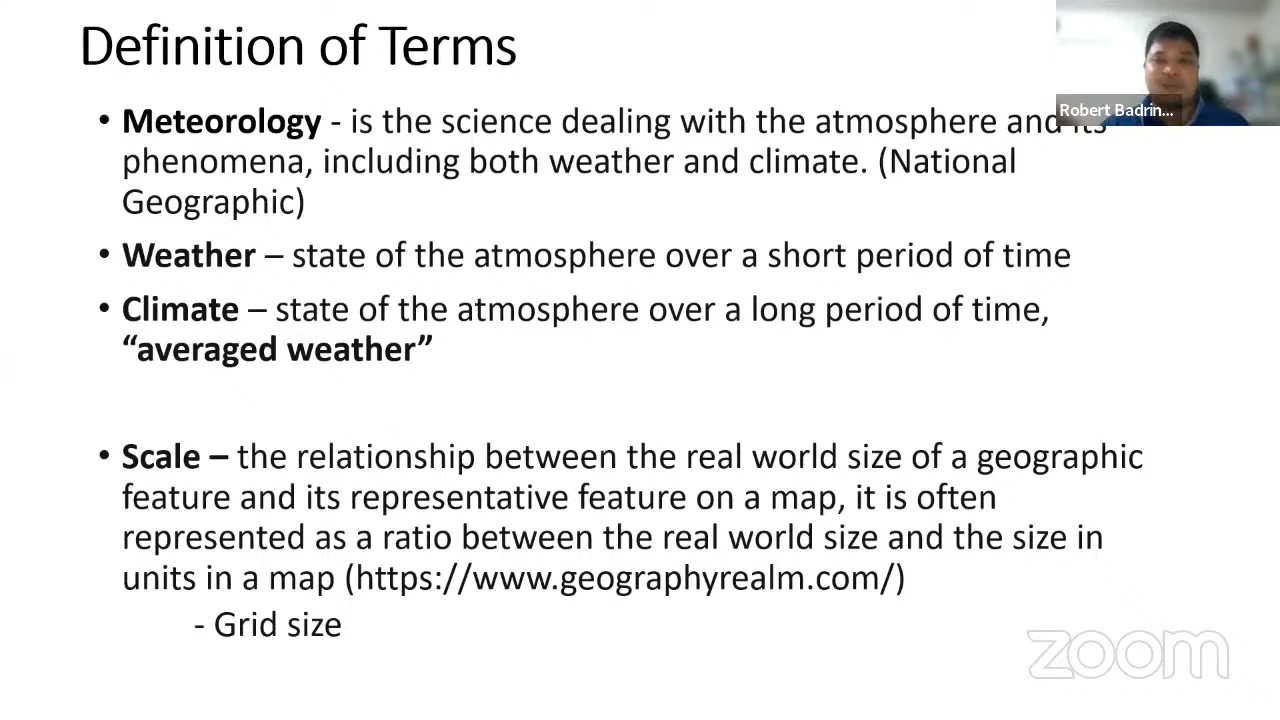 Definition of Terms
• Meteorology - is the science dealing with the atmosphere and its
phenomena, including both weather and climate. (National
Geographic)
• Weather – state of the atmosphere over a short period of time
• Climate – state of the atmosphere over a long period of time,
“averaged weather”
• Scale – the relationship between the real world size of a geographic
feature and its representative feature on a map, it is often
represented as a ratio between the real world size and the size in
units in a map (https://www.geographyrealm.com/)
- Grid size
Robert Badrin...
zoom